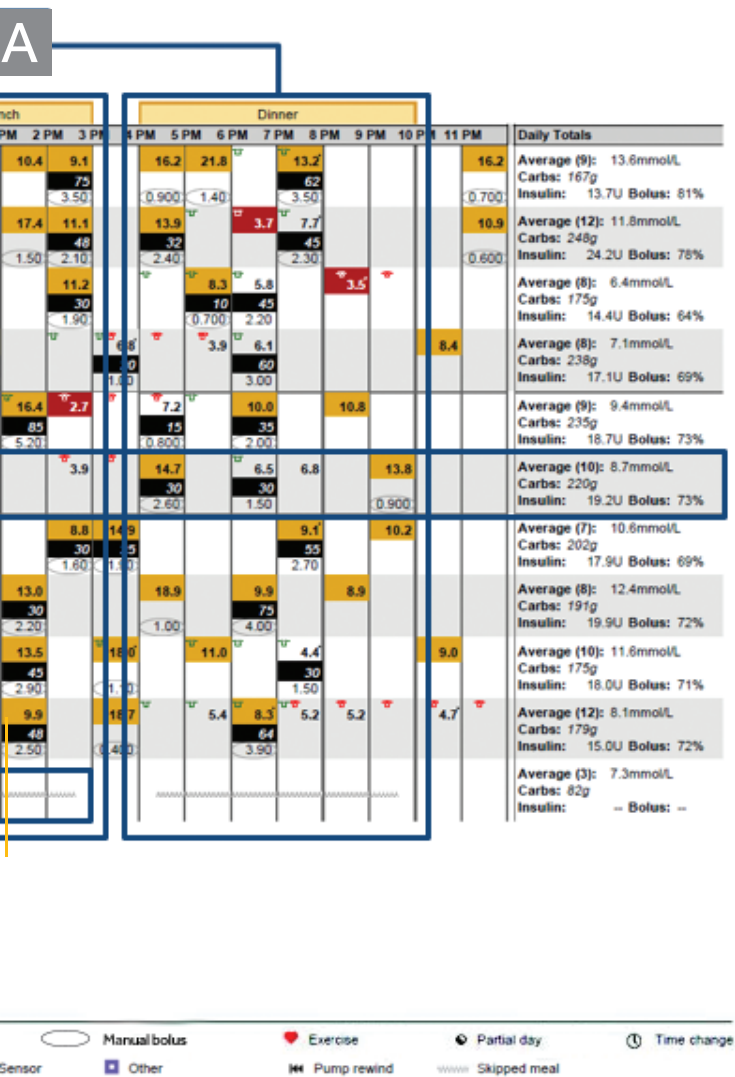 A
nch
Dinner
PM 2 PM 3 PM 4 PM 5 PM 6 PM 7 PM 8 PM 9 PM 10 PM 11 PM Daily Totals
10.4 9.1 16.2 21.8 13.2 16.2 Average (9): 13.6mmol/L
75 62 Carbs: 167g
3.50 0.900 1.40 3.50 0.700 Insulin: 13.7U Bolus: 81%
17.4 11.1 13.9 3.7 7.7 10.9 Average (12): 11.8mmol/L
48 32 45 Carbs: 248g
1.50 2.10 2.40 2.30 0.600 Insulin: 24.2U Bolus: 78%
11.2 8.3 5.8 3.5 Average (8): 6.4mmol/L
30 10 45 Carbs: 175g
1.90 0.700 2.20 Insulin: 14.4U Bolus: 64%
6.8 3.9 6.1 8.4 Average (8): 7.1mmol/L
60 Carbs: 238g
1.00 3.00 Insulin: 17.1U Bolus: 69%
16.4 2.7 7.2 10.0 10.8 Average (9): 9.4mmol/L
85 15 35 Carbs: 235g
5.20 0.800 2.00 Insulin: 18.7U Bolus: 73%
3.9 14.7 6.5 6.8 13.8 Average (10): 8.7mmol/L
30 30 Carbs: 220g
2.60 1.50 0.900 Insulin: 19.2U Bolus: 73%
8.8 14.9 9.1 10.2 Average (7): 10.6mmol/L
30 55 Carbs: 202g
1.60 2.70 Insulin: 17.9U Bolus: 69%
13.0 18.9 9.9 8.9 Average (8): 12.4mmol/L
30 75 Carbs: 191g
2.20 1.00 4.00 Insulin: 19.9U Bolus: 72%
13.5 18.0 11.0 4.4 9.0 Average (10): 11.6mmol/L
45 30 Carbs: 175g
2.90 1.10 1.50 Insulin: 18.0U Bolus: 71%
9.9 18.7 5.4 8.3 5.2 5.2 4.7 Average (12): 8.1mmol/L
48 64 Carbs: 179g
2.50 0.400 3.90 Insulin: 15.0U Bolus: 72%
Average (3): 7.3mmol/L
Carbs: 82g
Insulin: -- Bolus: --
Manual bolus Exercise Partial day Time change
Sensor Other Pump rewind Skipped meal